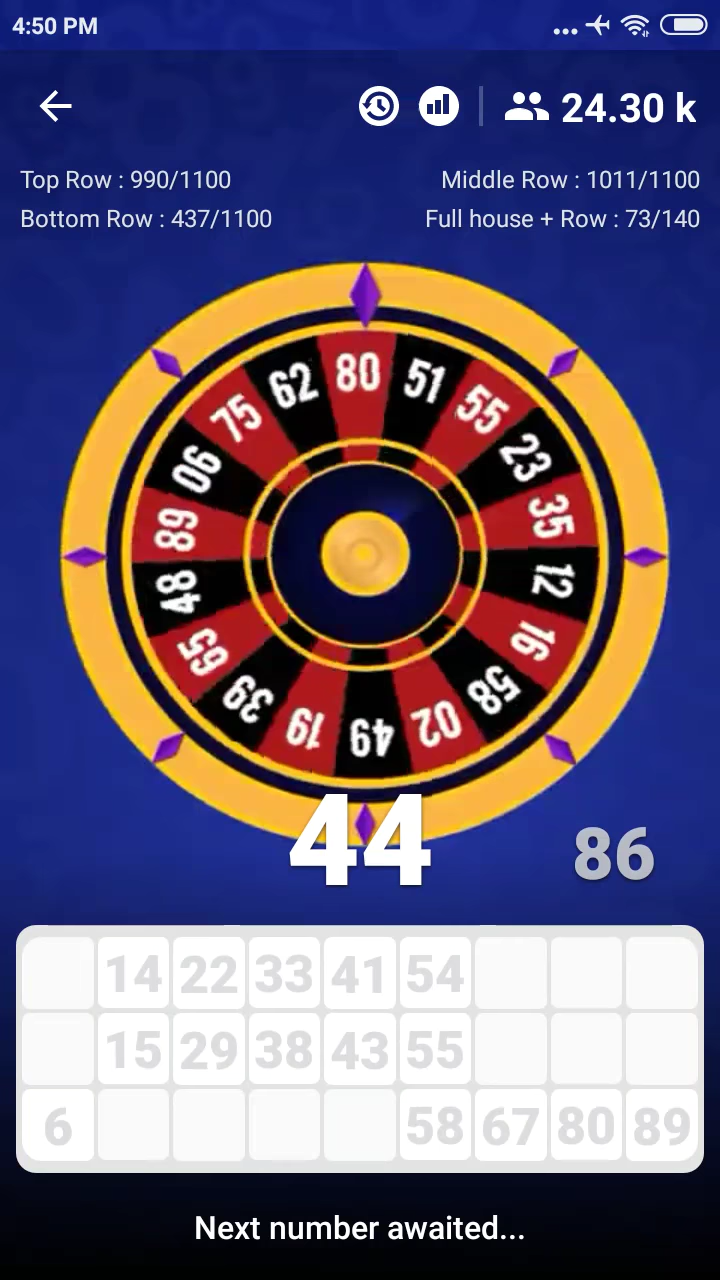 4:50 PM
24.30 k
Top Row : 990/1100
Middle Row : 1011/1100
Bottom Row : 437/1100
Full house + Row : 73/140
80
51
55
23
35
12
16
58
02
49
19
39
65
48
89
06
75
62
44
86
14 22 33 41 54
15 29 38 43 55
6 58 67 80 89
Next number awaited...